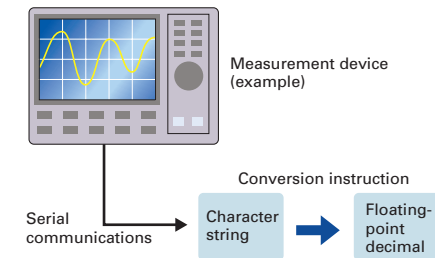 Measurement device
(example)
Conversion instruction
Serial
communications
Character
string
Floating-
point
decimal